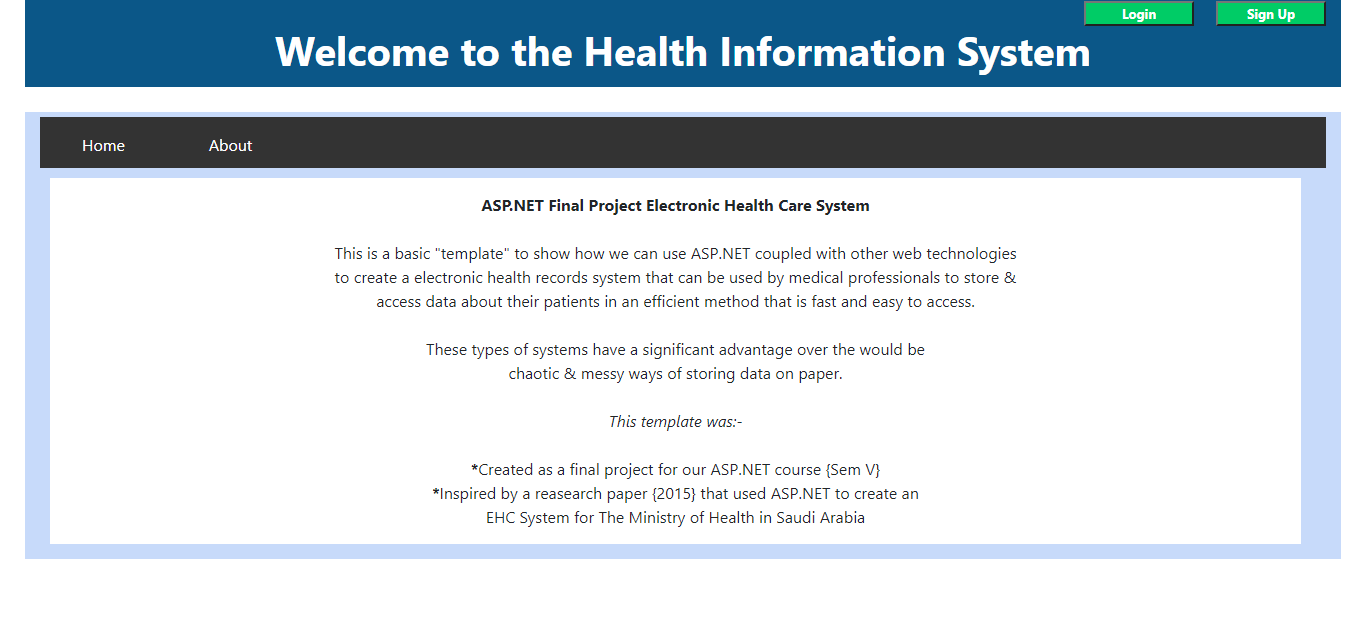 Login Sign Up
Welcome to the Health Information System
Home About
ASP.NET Final Project Electronic Health Care System
This is a basic "template" to show how we can use ASP.NET coupled with other web technologies
to create a electronic health records system that can be used by medical professionals to store &
access data about their patients in an efficient method that is fast and easy to access.
These types of systems have a significant advantage over the would be
chaotic & messy ways of storing data on paper.
This template was:-
*Created as a final project for our ASP.NET course {Sem V}
*Inspired by a reasearch paper {2015} that used ASP.NET to create an
EHC System for The Ministry of Health in Saudi Arabia